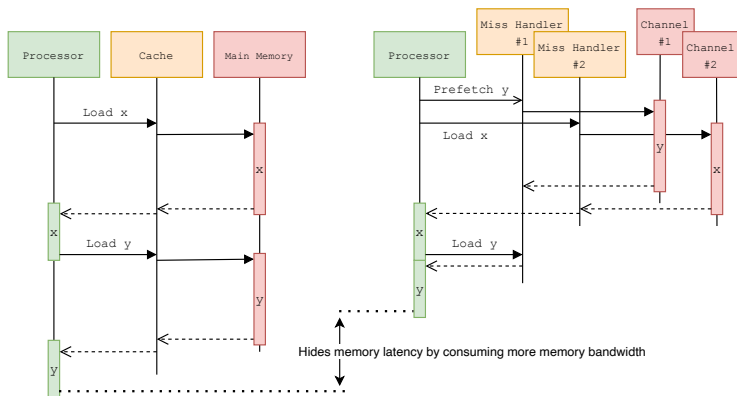 Processor
Cache
Main Memory
Load x
x
x
Load y
y
y
Processor
Miss Handler
#1
Miss Handler
#2
Channel
#1
Channel
#2
Prefetch y
Load x
y
x
x
Load y
y
Hides memory latency by consuming more memory bandwidth